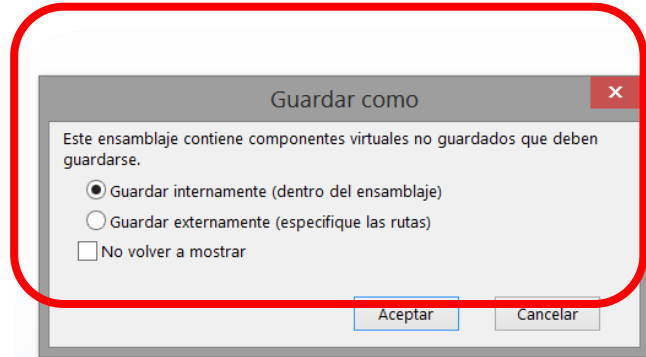 Guardar como
Este ensamblaje contiene componentes virtuales no guardados que deben
guardarse.
Guardar internamente (dentro del ensamblaje)
Guardar externamente (especifique las rutas)
No volver a mostrar
Aceptar Cancelar